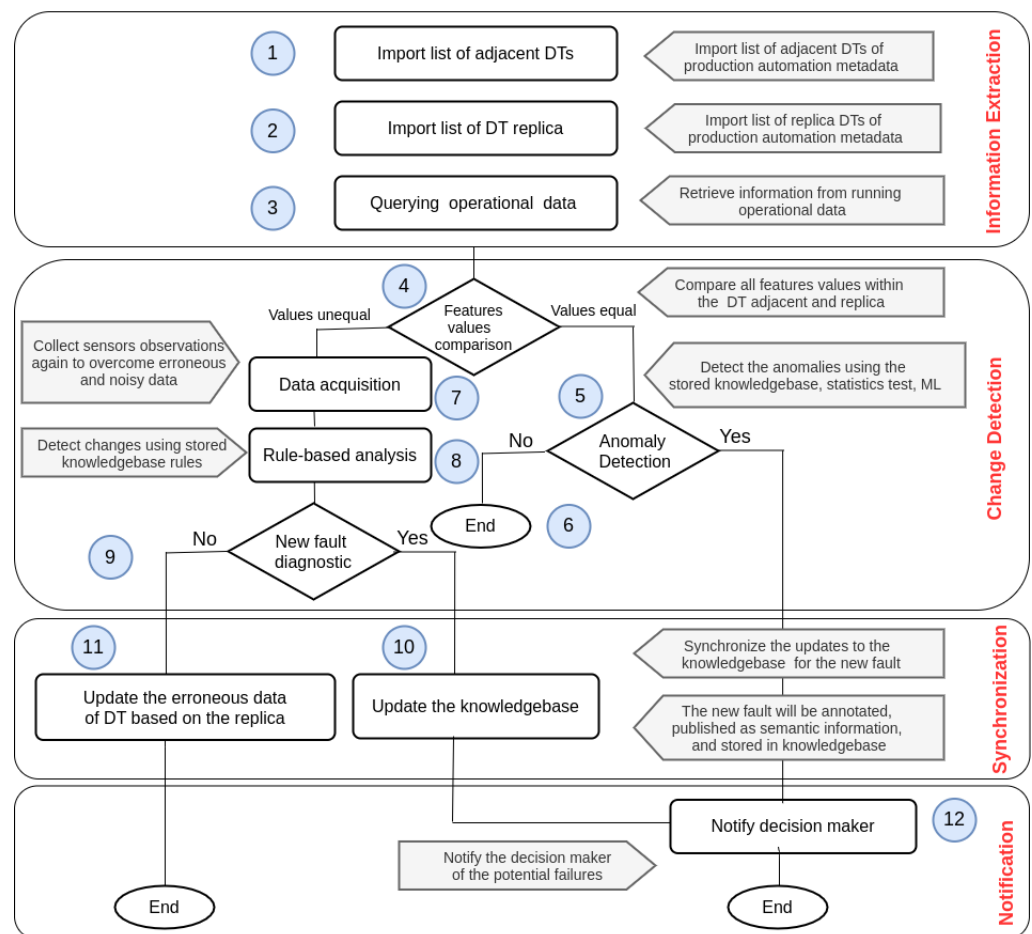 1
Import list of adjacent DTs
Import list of adjacent DTs of
production automation metadata
2
Import list of DT replica
Import list of replica DTs of
production automation metadata
3
Querying operational data
Retrieve information from running
operational data
Information Extraction
4
Features
values
comparison
Values unequal
Values equal
Compare all features values within
the DT adjacent and replica
Collect sensors observations
again to overcome erroneous
and noisy data
Data acquisition
7
5
Detect the anomalies using the
stored knowledgebase, statistics test, ML
Anomaly
Detection
No
Yes
Detect changes using stored
knowledgebase rules
Rule-based analysis
8
End
6
9
No
New fault
diagnostic
Yes
Change Detection
11
Update the erroneous data
of DT based on the replica
10
Update the knowledgebase
Synchronize the updates to the
knowledgebase for the new fault
The new fault will be annotated,
published as semantic information,
and stored in knowledgebase
Synchronization
Notify decision maker
12
Notify the decision maker
of the potential failures
End
End
Notification